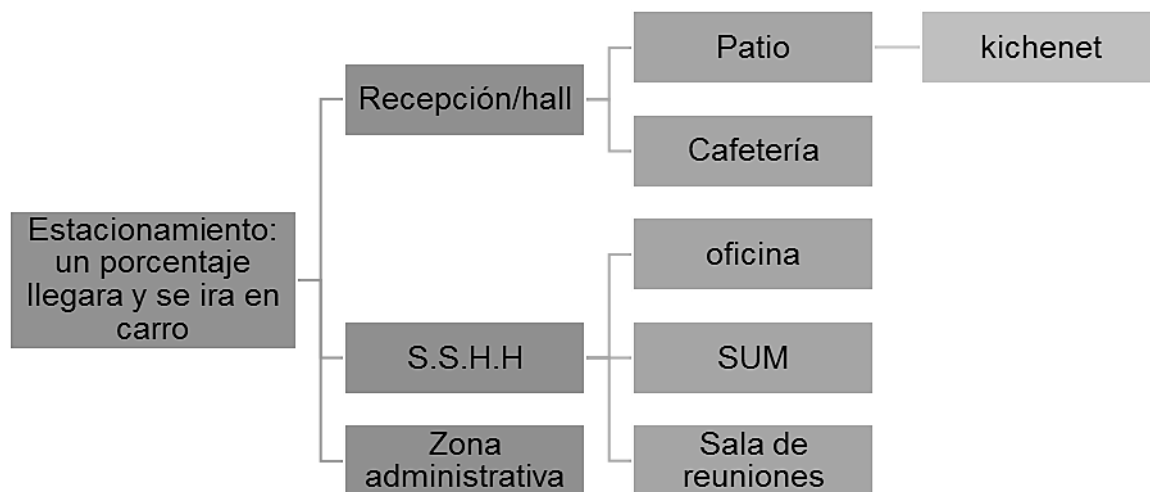 Estacionamiento:
un porcentaje
llegara y se ira en
carro
Recepción/hall
Patio
kichenet
Cafetería
S.S.H.H
oficina
SUM
Sala de
reuniones
Zona
administrativa